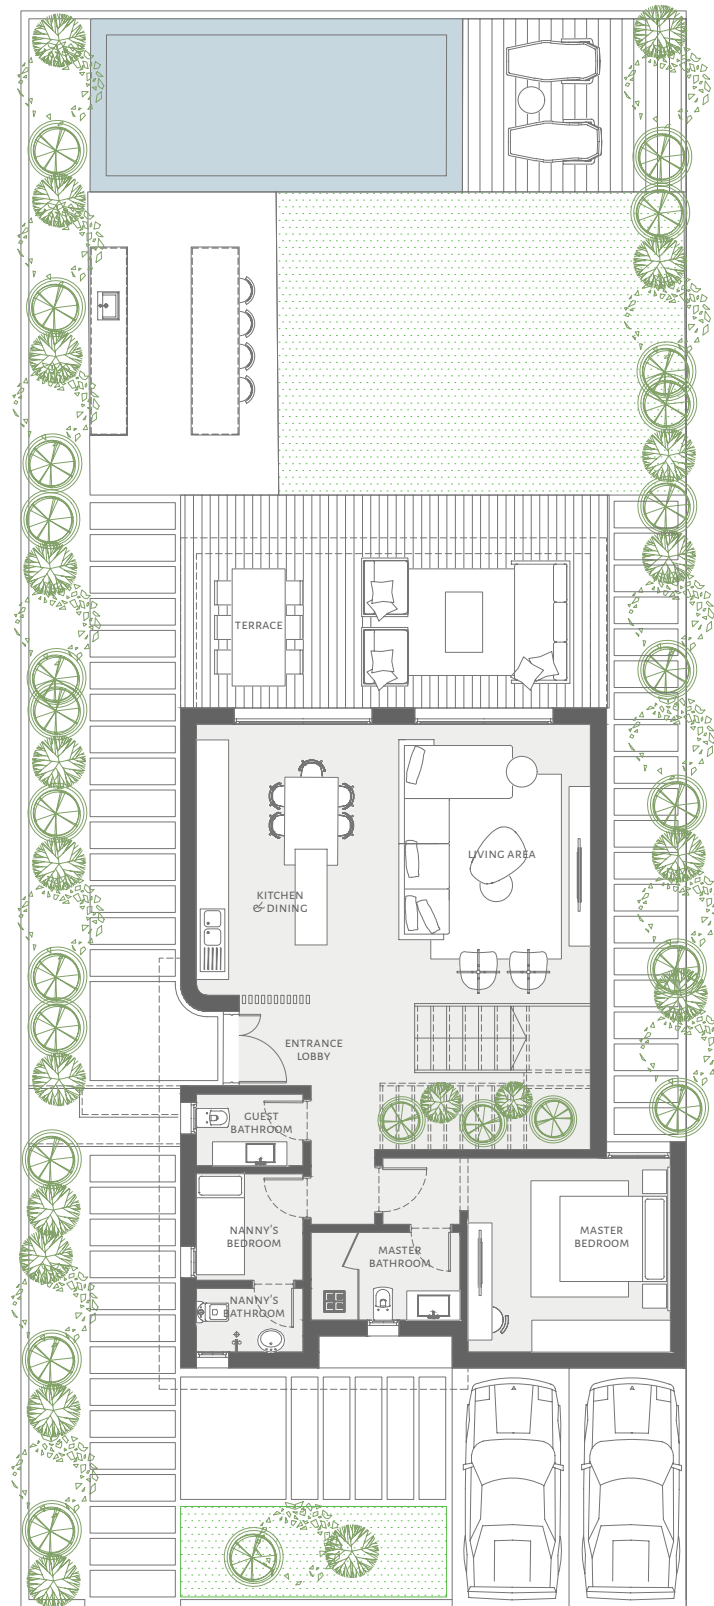 TERRACE
LIVING AREA
KITCHEN
& DINING
ENTRANCE
LOBBY
GUEST
BATHROOM
NANNY'S
BEDROOM
MASTER
BEDROOM
MASTER
BATHROOM
NANNY'S
BATHROOM